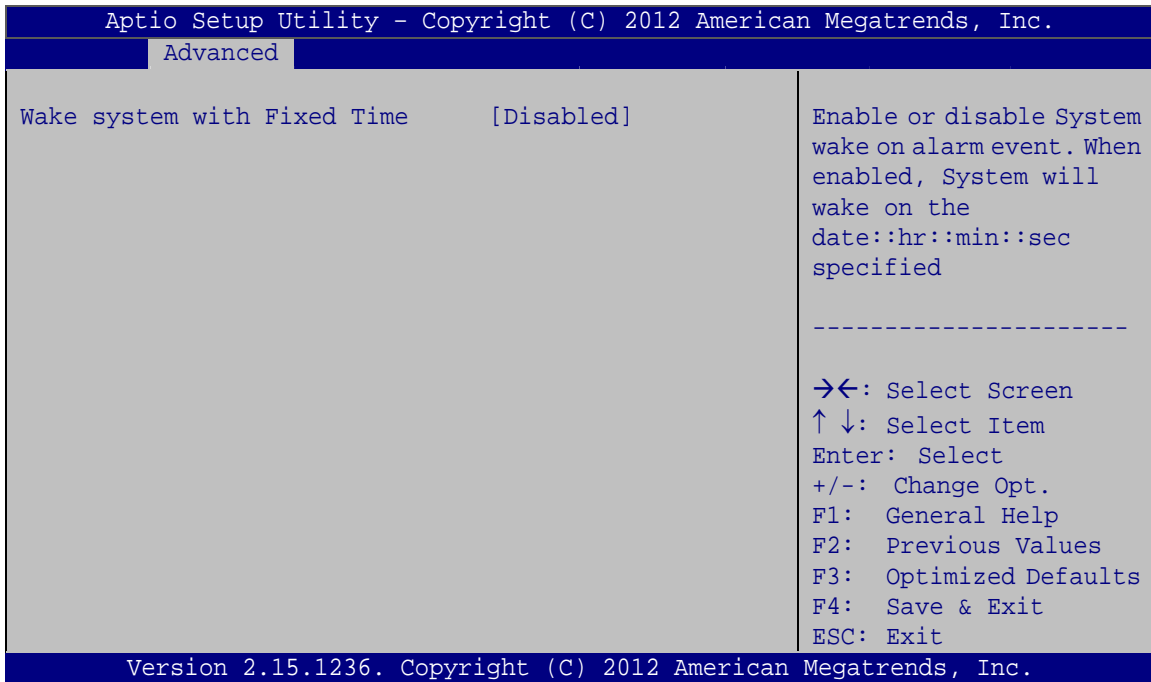 Aptio Setup Utility – Copyright (C) 2012 American Megatrends, Inc.
Advanced
Wake system with Fixed Time [Disabled]
Enable or disable System
wake on alarm event. When
enabled, System will
wake on the
date::hr::min::sec
specified
----------------------
→←: Select Screen
↑ ↓: Select Item
Enter: Select
+/-: Change Opt.
F1: General Help
F2: Previous Values
F3: Optimized Defaults
F4: Save & Exit
ESC: Exit
Version 2.15.1236. Copyright (C) 2012 American Megatrends, Inc.